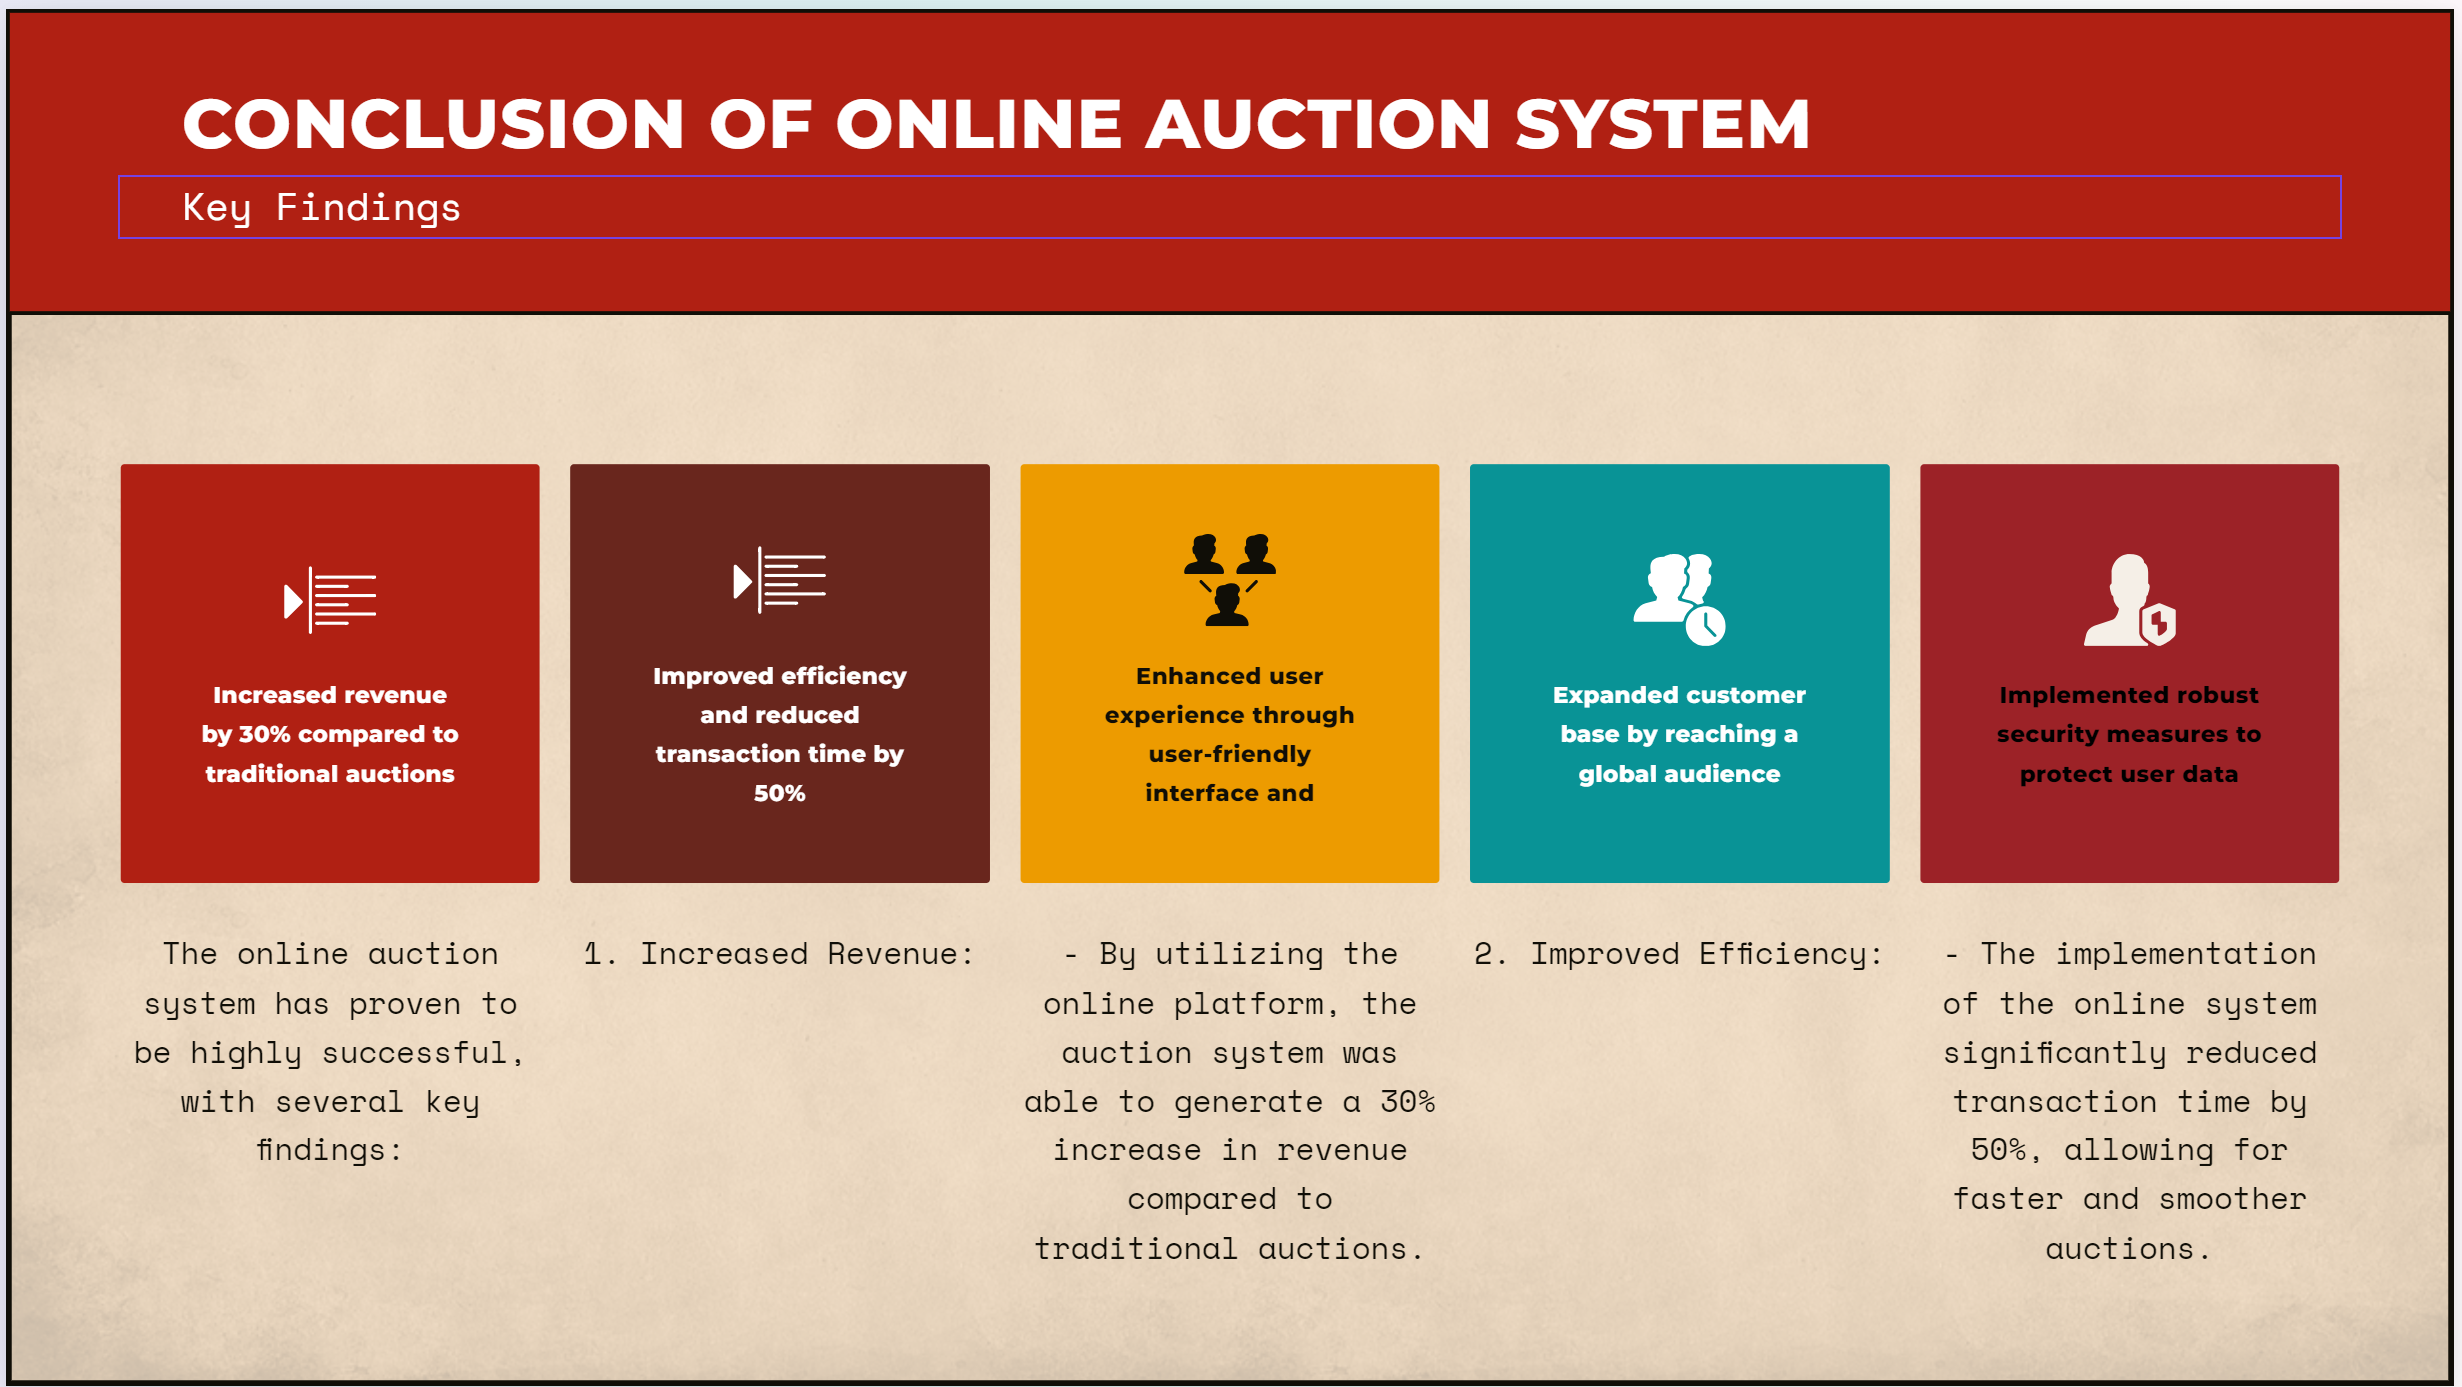 CONCLUSION OF ONLINE AUCTION SYSTEM
Key Findings
Increased revenue
by 30% compared to
traditional auctions
Improved efficiency
and reduced
transaction time by
50%
Enhanced user
experience through
user-friendly
interface and
Expanded customer
base by reaching a
global audience
Implemented robust
security measures to
protect user data
The online auction
system has proven to
be highly successful,
with several key
findings:
1. Increased Revenue:
- By utilizing the
online platform, the
auction system was
able to generate a 30%
increase in revenue
compared to
traditional auctions.
2. Improved Efficiency:
- The implementation
of the online system
significantly reduced
transaction time by
50%, allowing for
faster and smoother
auctions.